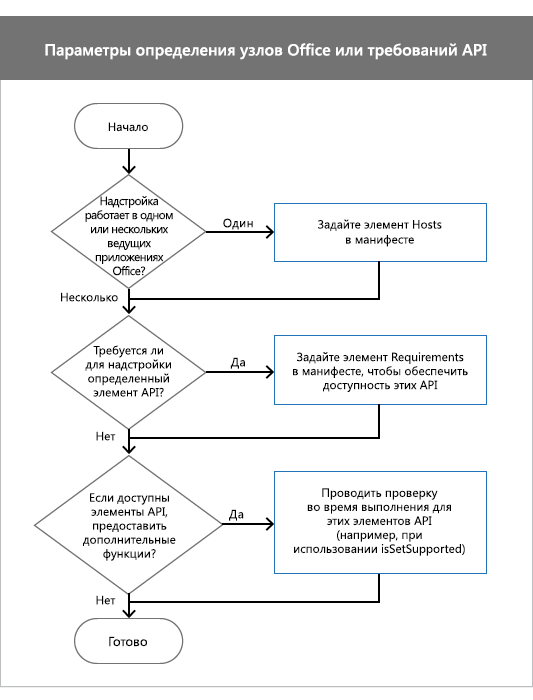 Параметры определения узлов Office или требований API
Начало
Надстройка
работает в одном
или нескольких
ведущих
приложениях
Office?
Один
Задайте элемент Hosts
в манифесте
Несколько
Требуется ли
для надстройки
определенный
элемент API?
Да
Задайте элемент Requirements
в манифесте, чтобы обеспечить
доступность этих API
Нет
Если доступны
элементы API,
предоставить
дополнительные
функции?
Да
Проводить проверку
во время выполнения для
этих элементов API
(например, при
использовании isSetSupported)
Нет
Готово